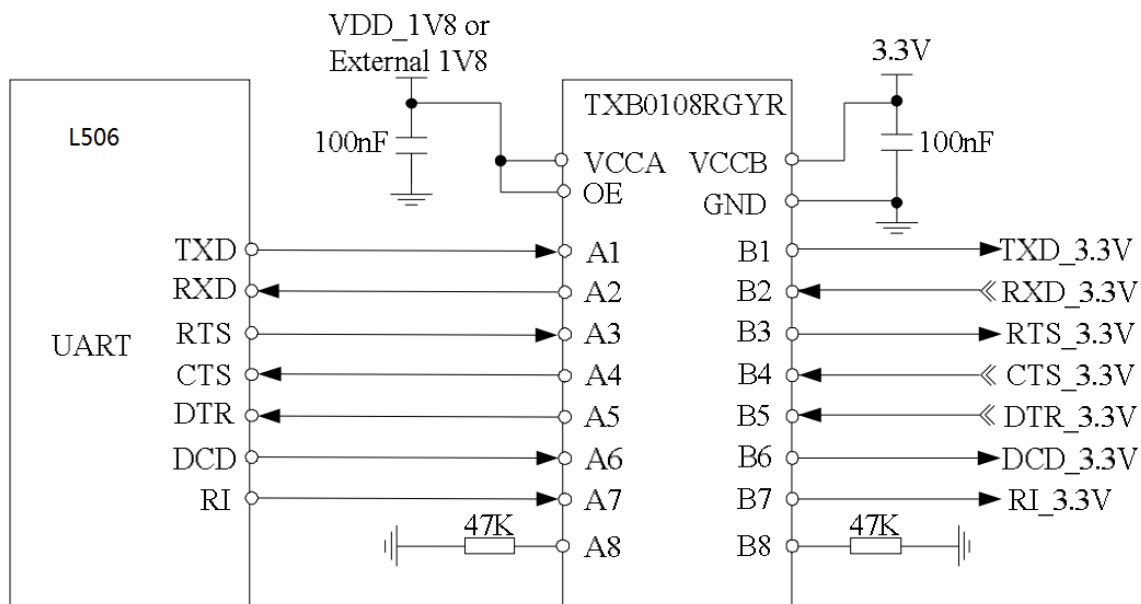 VDD_1V8 or
External 1V8
3.3V
TXB0108RGYR
L506
100nF
100nF
VCCA VCCB
OE
GND
TXD A1 B1 TXD_3.3V
RXD A2 B2 RXD_3.3V
RTS A3 B3 RTS_3.3V
UART
CTS A4 B4 CTS_3.3V
DTR A5 B5 DTR_3.3V
DCD A6 B6 DCD_3.3V
RI A7 B7 RI_3.3V
47K A8 B8 47K